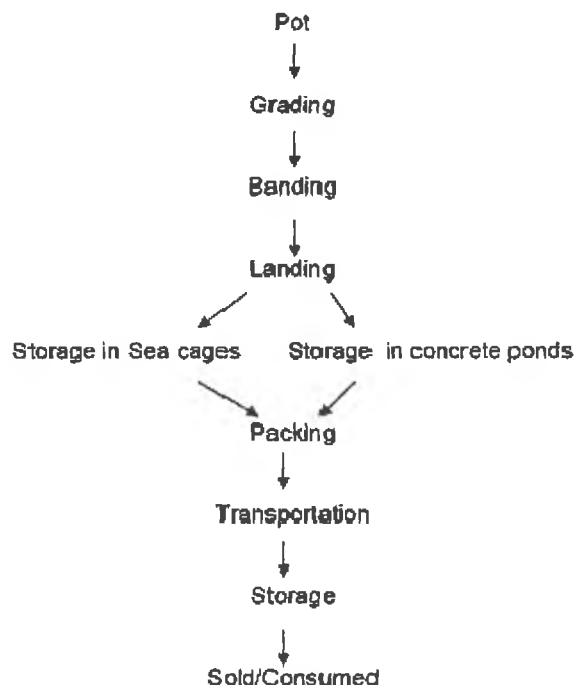 Pot
Grading
Banding
Landing
Storage in Sea cages
Storage in concrete ponds
Packing
Transportation
Storage
Sold/Consumed